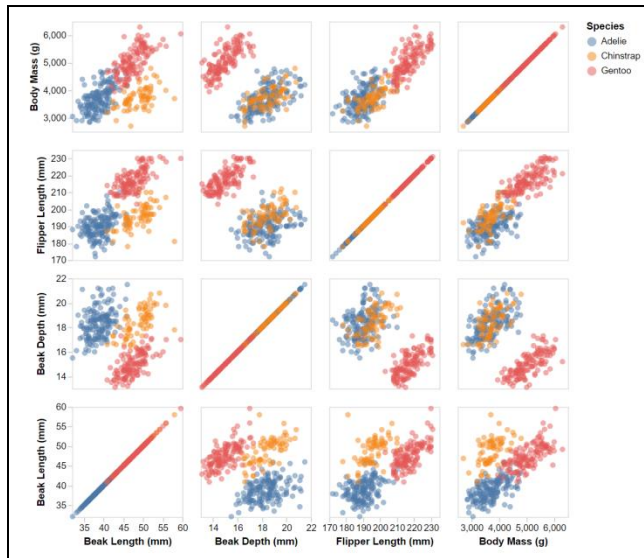 Species
Adelie
Chinstrap
Gentoo
Body Mass (g)
6,000
5,000
4,000
3,000
Flipper Length (mm)
230
220
210
200
190
180
170
Beak Depth (mm)
22
20
18
16
14
Beak Length (mm)
60
55
50
45
40
35
35 40 45 50 55 60
Beak Length (mm)
14 16 18 20 22
Beak Depth (mm)
170 180 190 200 210 220 230
Flipper Length (mm)
3,000 4,000 5,000 6,000
Body Mass (g)